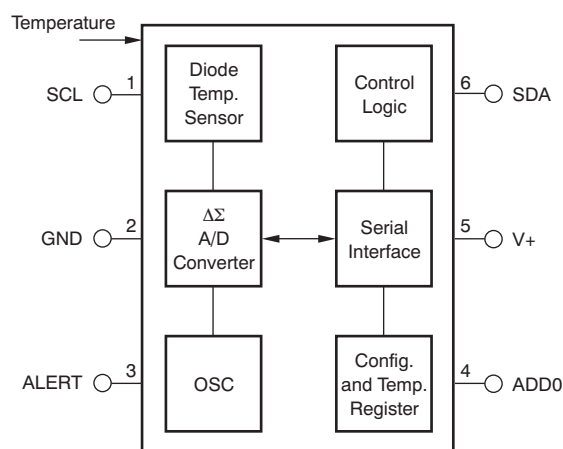 Temperature
SCL
1
Diode
Temp.
Sensor
Control
Logic
6
SDA
GND
2
ΔΣ
A/D
Converter
Serial
Interface
5
V+
ALERT
3
OSC
Config.
and Temp.
Register
4
ADD0